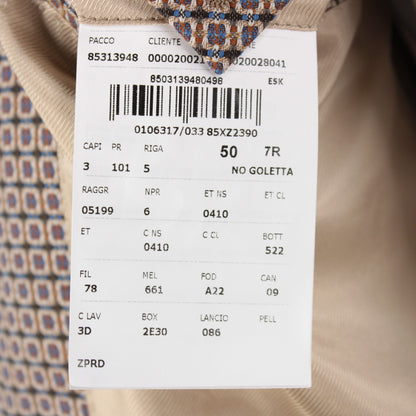 PACCO CLIENTE
85313948 0000020021 020028041
8503139480498 ESK
0106317/033 85XZ2390
CAPI PR RIGA 50 7R
3 101 5 NO GOLETTA
RAGGR NPR ET NS ET CL
05199 6 0410
ET C NS C CL BOTT
0410 522
FIL MEL FOD CAN
78 661 A22 09
C LAV BOX LANCIO PELL
3D 2E30 086
ZPRD